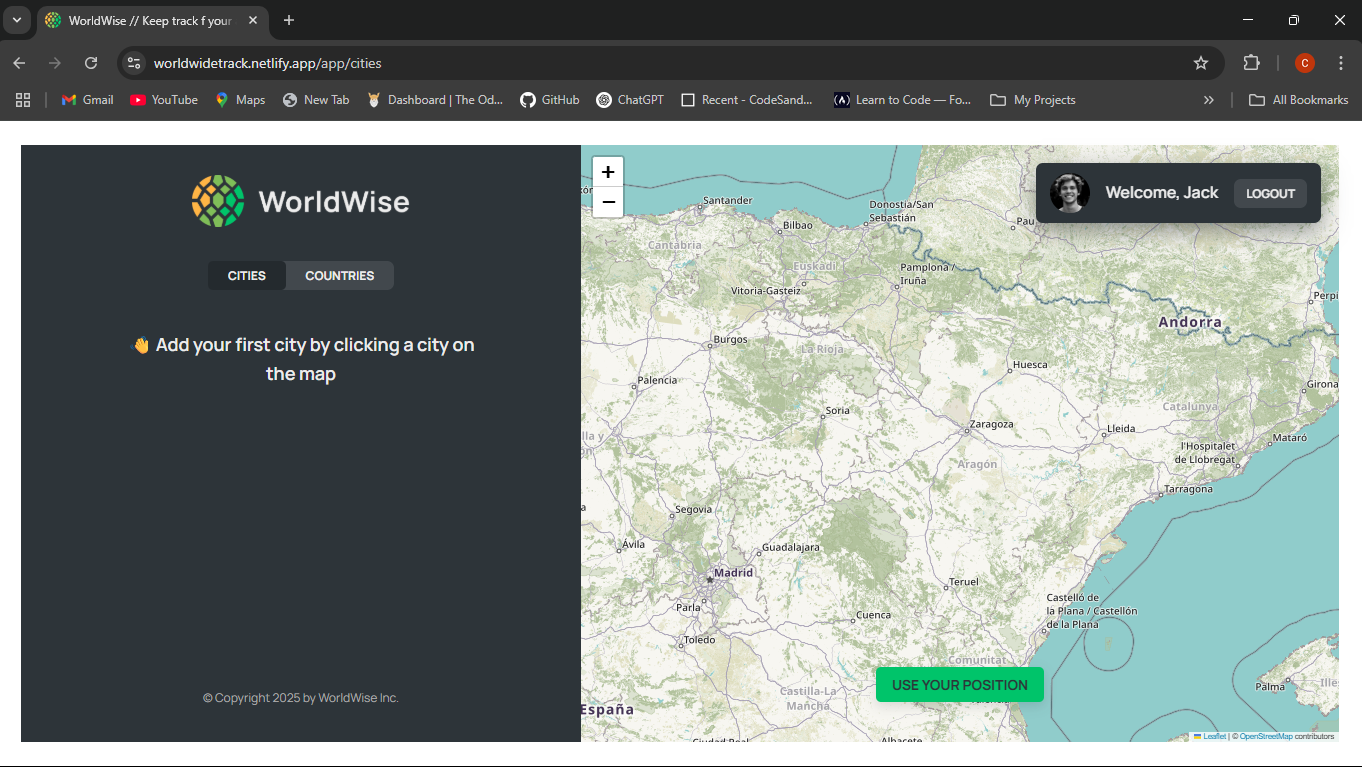 WorldWise // Keep track f your
worldwidetrack.netlify.app/app/cities
C
Gmail
YouTube
Maps
New Tab
Dashboard | The Od...
GitHub
ChatGPT
Recent - CodeSand...
Learn to Code — Fo...
My Projects
All Bookmarks
WorldWise
CITIES
COUNTRIES
👋 Add your first city by clicking a city on
the map
© Copyright 2025 by WorldWise Inc.
+
−
Welcome, Jack
LOGOUT
Santander
Bilbao
Donostia/San
Sebastián
Pau
Cantabria
Euskadi
Pamplona /
Iruña
Vitoria-Gasteiz
Perpi
Andorra
Burgos
La Rioja
Huesca
Palencia
Girona
Soria
Catalunya
Zaragoza
Lleida
Mataró
l'Hospitalet
de Llobregat
lla y
Aragón
Tarragona
Segovia
Ávila
Guadalajara
Madrid
Teruel
Parla
Castelló de
la Plana / Castellón
de la Plana
Cuenca
Toledo
Comunitat
USE YOUR POSITION
Palma
Ille
Castilla-La
Mancha
España
Ciudad Real
Albacete
Leaflet | © OpenStreetMap contributors